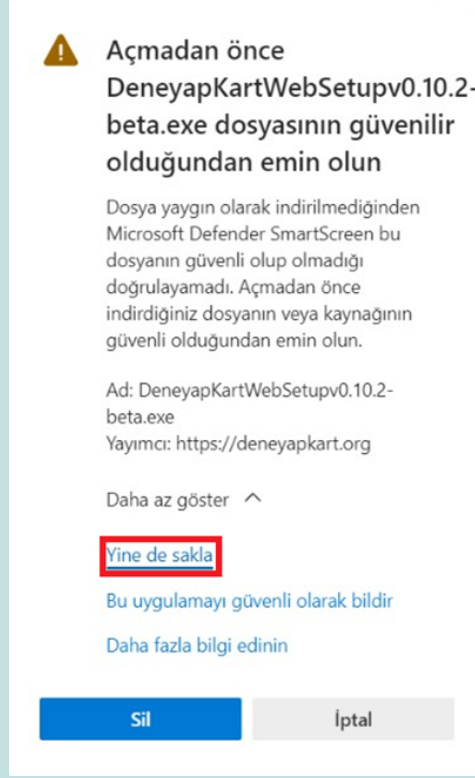 Açmadan önce
DeneyapKartWebSetupv0.10.2-
beta.exe dosyasının güvenilir
olduğundan emin olun
Dosya yaygın olarak indirilmediğinden
Microsoft Defender SmartScreen bu
dosyanın güvenli olup olmadığı
doğrulayamadı. Açmadan önce
indirdiğiniz dosyanın veya kaynağının
güvenli olduğundan emin olun.
Ad: DeneyapKartWebSetupv0.10.2-
beta.exe
Yayımcı: https://deneyapkart.org
Daha az göster
Yine de sakla
Bu uygulamayı güvenli olarak bildir
Daha fazla bilgi edinin
Sil İptal